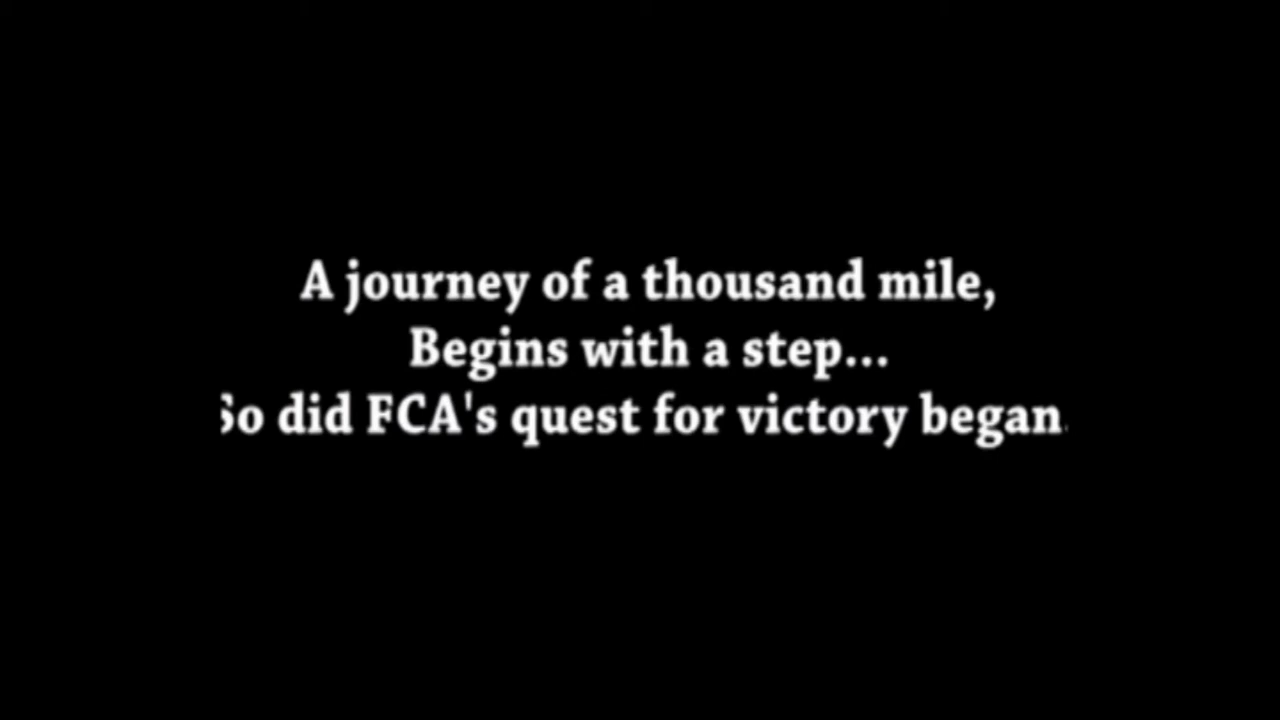 A journey of a thousand mile,
Begins with a step...
So did FCA's quest for victory began.